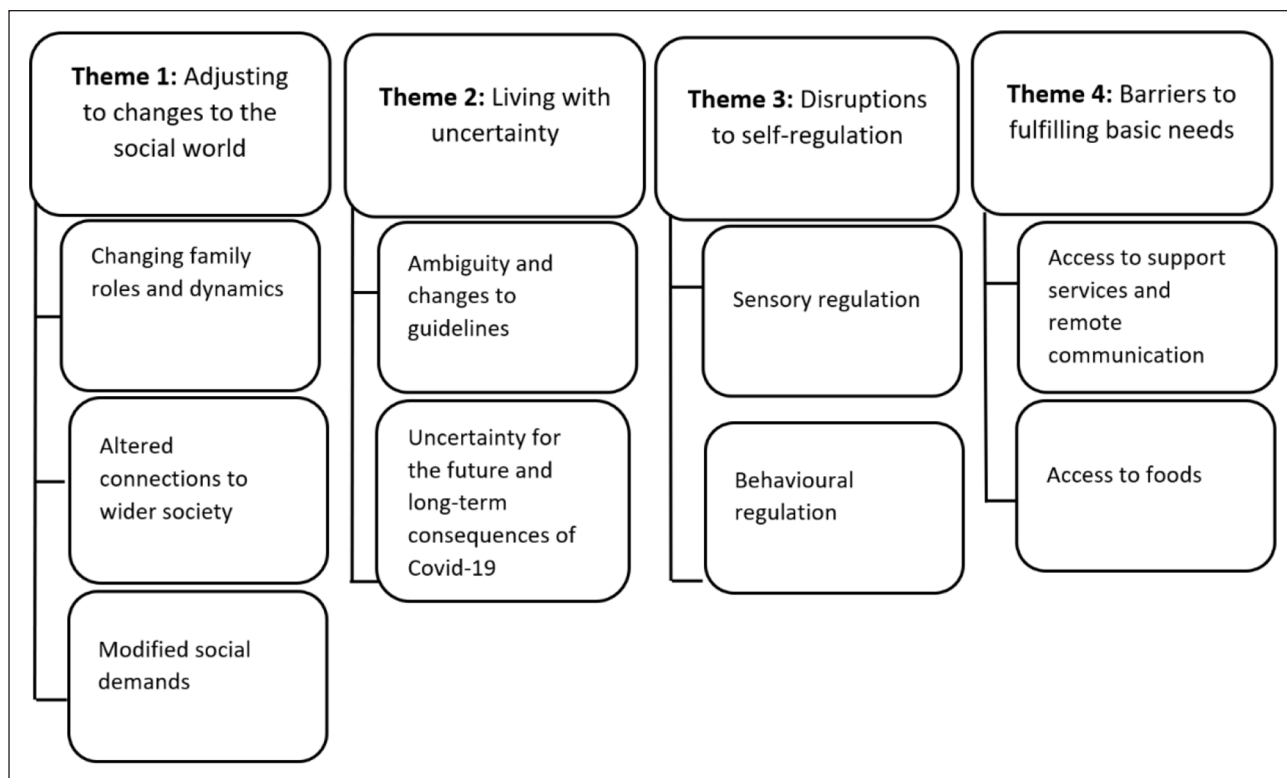 Theme 1: Adjusting
to changes to the
social world
Changing family
roles and dynamics
Altered
connections to
wider society
Modified social
demands
Theme 2: Living with
uncertainty
Ambiguity and
changes to
guidelines
Uncertainty for
the future and
long-term
consequences of
Covid-19
Theme 3: Disruptions
to self-regulation
Sensory regulation
Behavioural
regulation
Theme 4: Barriers to
fulfilling basic needs
Access to support
services and
remote
communication
Access to foods